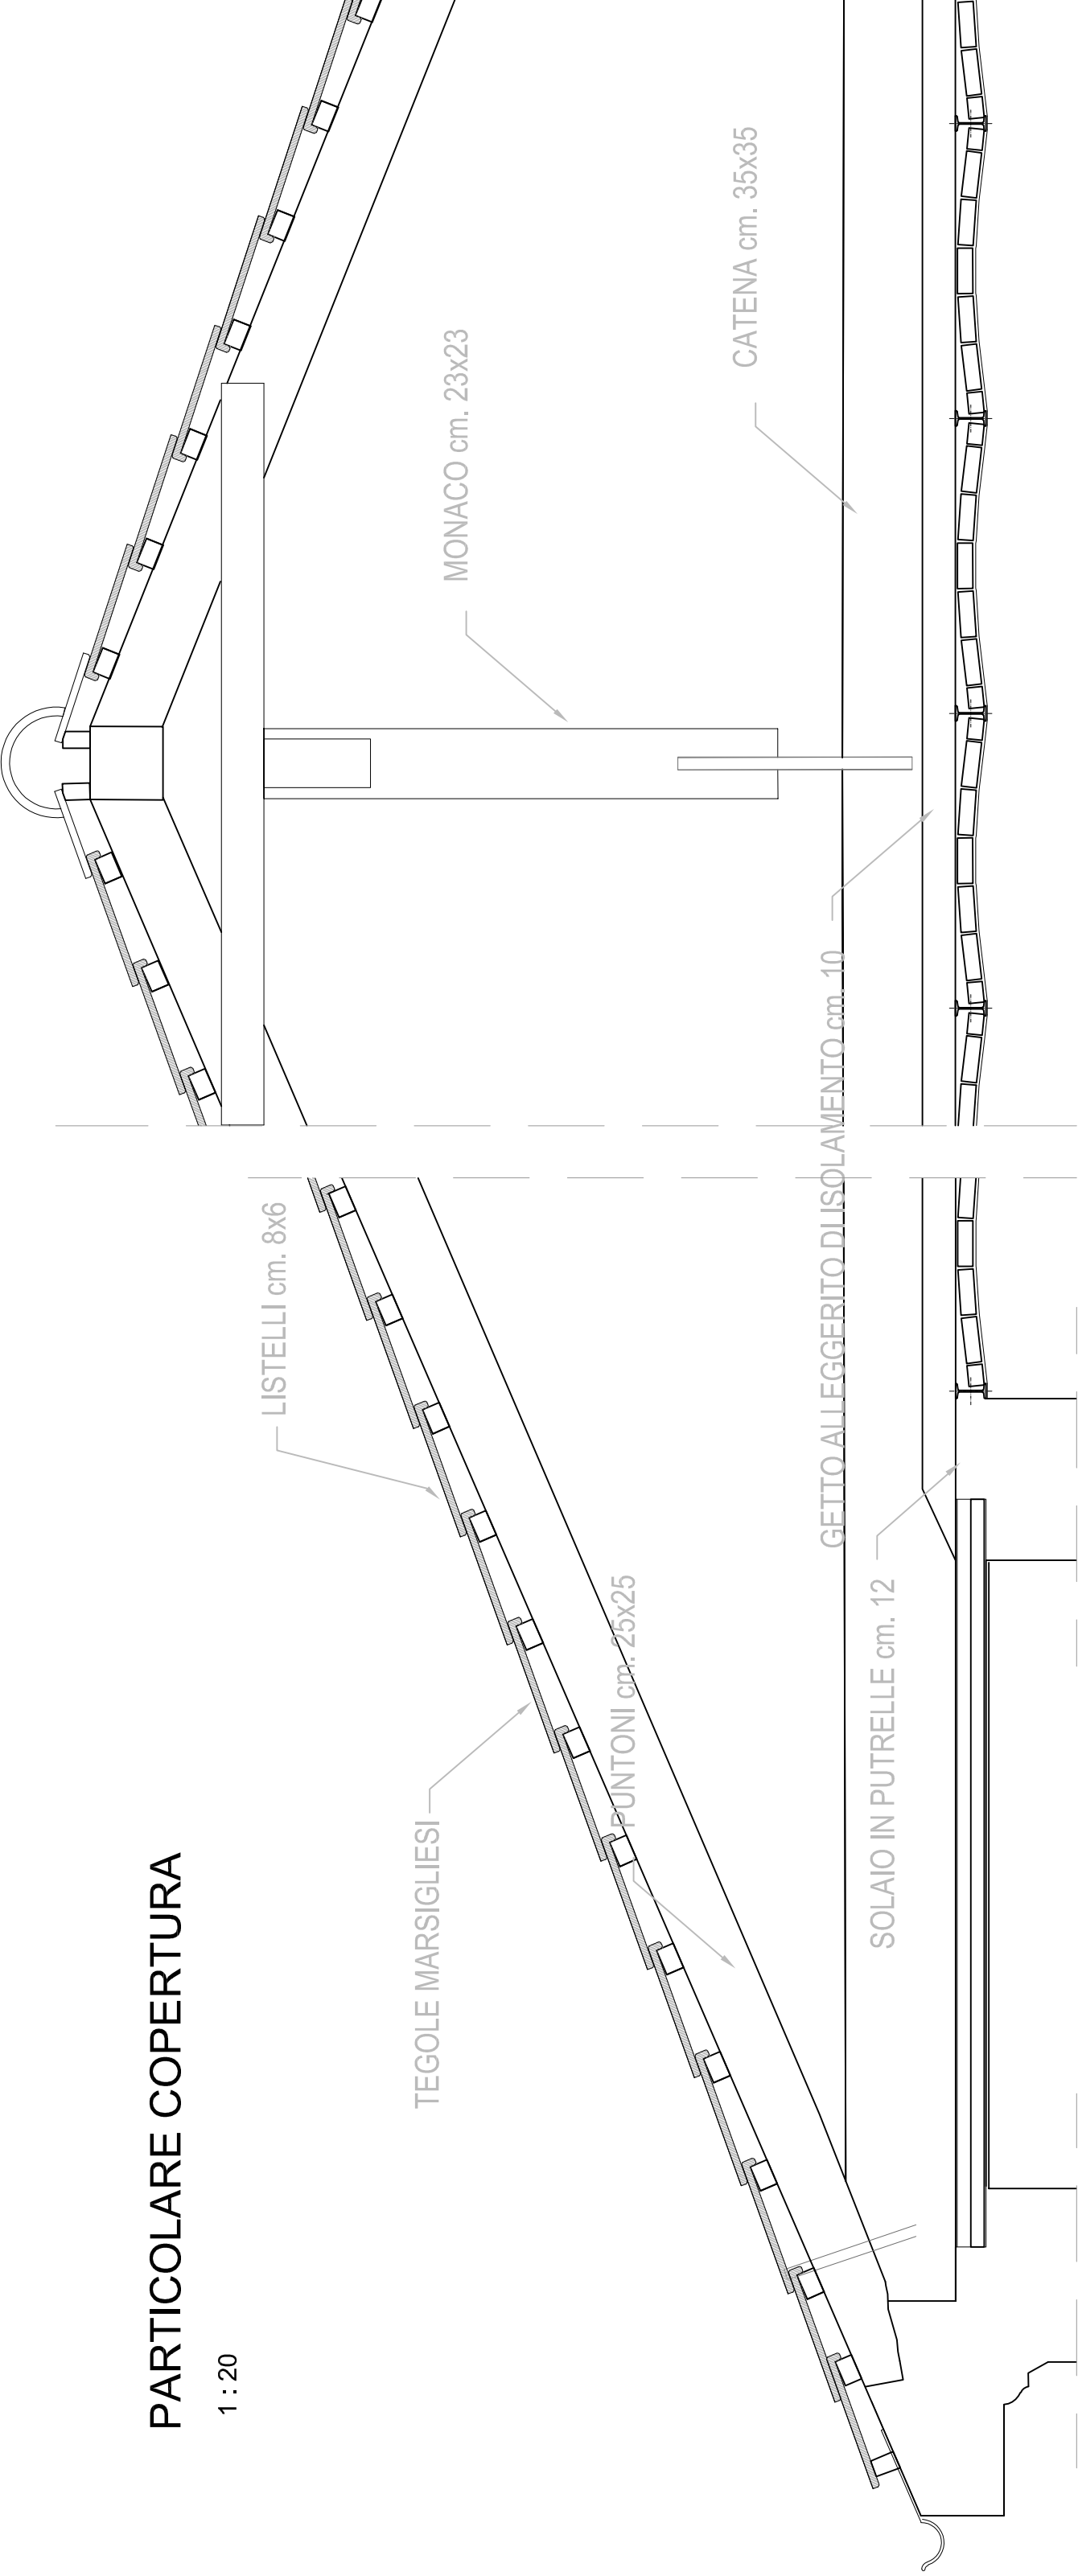 PARTICOLARE COPERTURA
1 : 20
TEGOLE MARSIGLIESI
LISTELLI cm. 8x6
MONACO cm. 23x23
PUNTONI cm. 25x25
CATENA cm. 35x35
GETTO ALLEGGERITO DI ISOLAMENTO cm. 10
SOLAIO IN PUTRELLE cm. 12